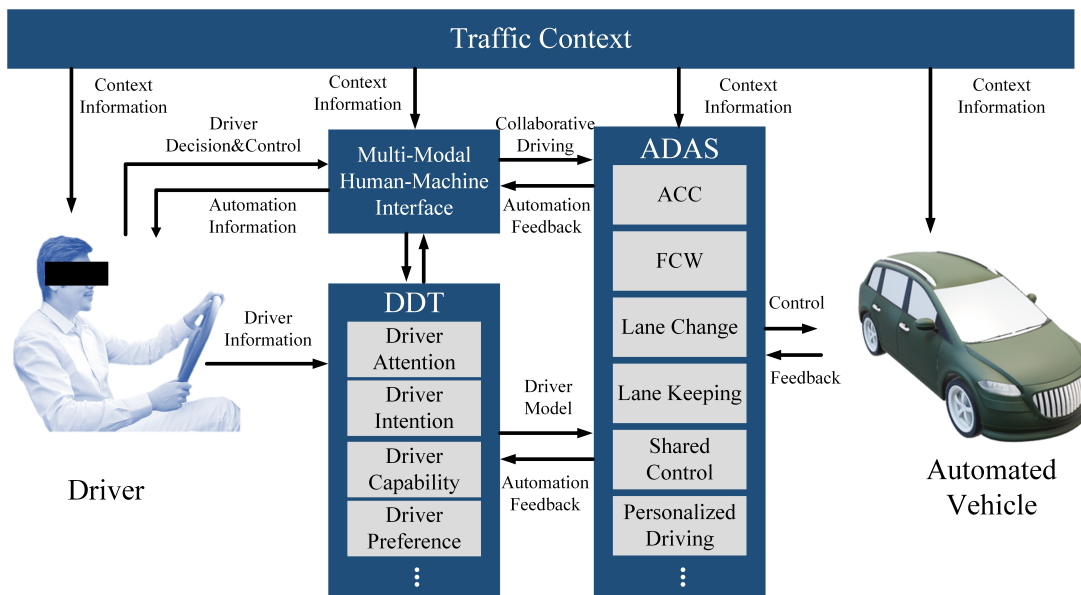 Traffic Context
Context
Information
Context
Information
Context
Information
Context
Information
Driver
Decision&Control
Collaborative
Driving
Multi-Modal
Human-Machine
Interface
Automation
Information
Automation
Feedback
ADAS
ACC
FCW
Lane Change
Lane Keeping
Shared
Control
Personalized
Driving
Control
Feedback
DDT
Driver
Attention
Driver
Intention
Driver
Capability
Driver
Preference
Driver
Information
Driver
Model
Automation
Feedback
Driver
Automated
Vehicle